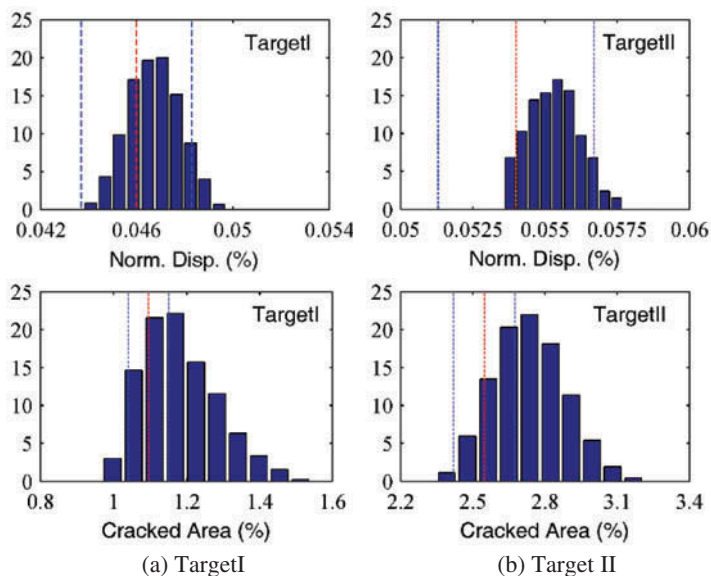 25
20
15
10
5
0
TargetI
0.042 0.046 0.05 0.054
Norm. Disp. (%)
25
20
15
10
5
0
TargetII
0.05 0.0525 0.055 0.0575 0.06
Norm. Disp. (%)
25
20
15
10
5
0
TargetI
0.8 1 1.2 1.4 1.6
Cracked Area (%)
25
20
15
10
5
0
TargetII
2.2 2.5 2.8 3.1 3.4
Cracked Area (%)
(a) TargetI
(b) Target II